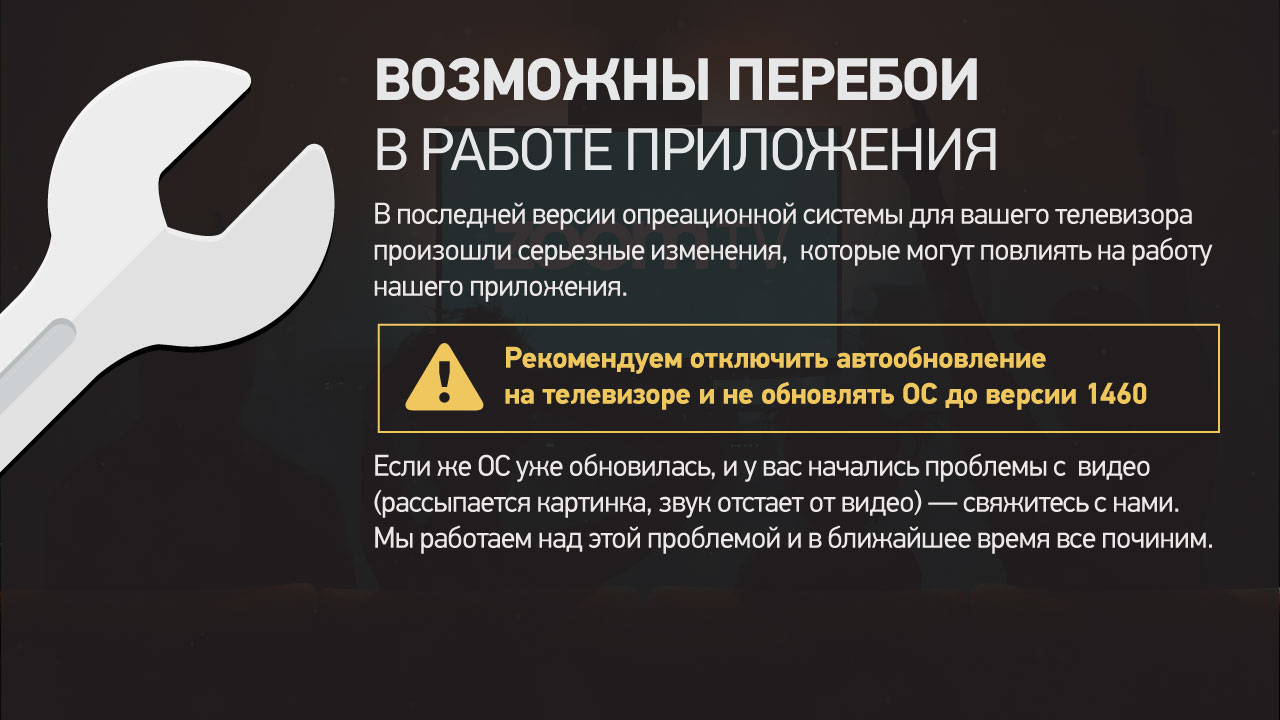 ВОЗМОЖНЫ ПЕРЕБОИ
В РАБОТЕ ПРИЛОЖЕНИЯ
В последней версии опреационной системы для вашего телевизора
произошли серьезные изменения,  которые могут повлиять на работу
нашего приложения.
Рекомендуем отключить автообновление
на телевизоре и не обновлять ОС до версии 1460
Если же ОС уже обновилась, и у вас начались проблемы с  видео
(рассыпается картинка, звук отстает от видео) — свяжитесь с нами.
Мы работаем над этой проблемой и в ближайшее время все починим.
zoomTV